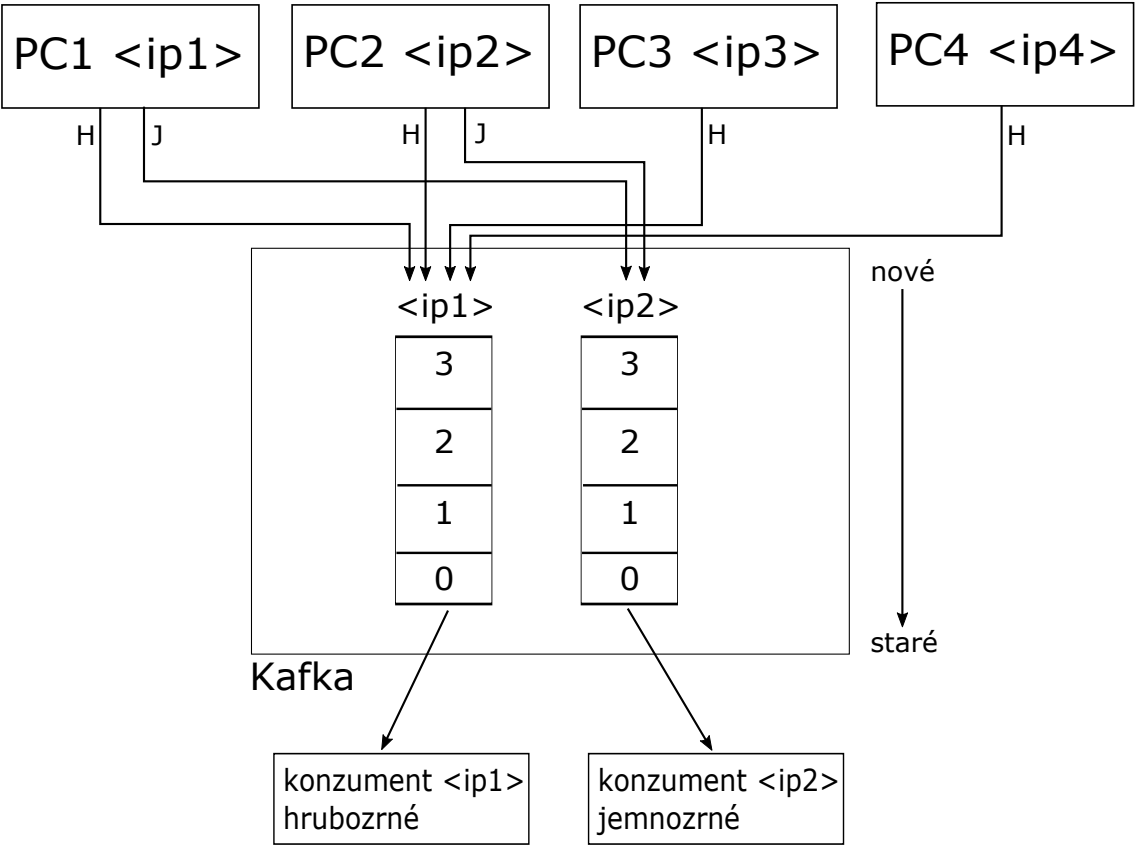 PC1 <ip1>
PC2 <ip2>
PC3 <ip3>
PC4 <ip4>
H
J
H
J
H
H
<ip1>
<ip2>
nové
3
3
2
2
1
1
0
0
staré
Kafka
konzument <ip1>
hrubozrné
konzument <ip2>
jemnozrné